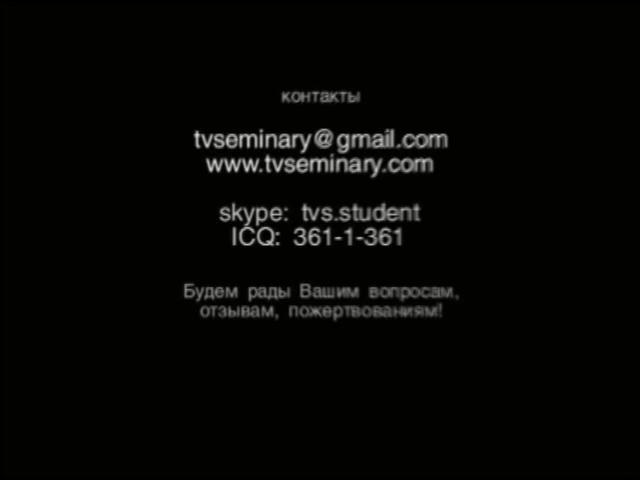 контакты
tvseminary@gmail.com
www.tvseminary.com
skype: tvs.student
ICQ: 361-1-361
Будем рады Вашим вопросам,
отзывам, пожертвованиям!